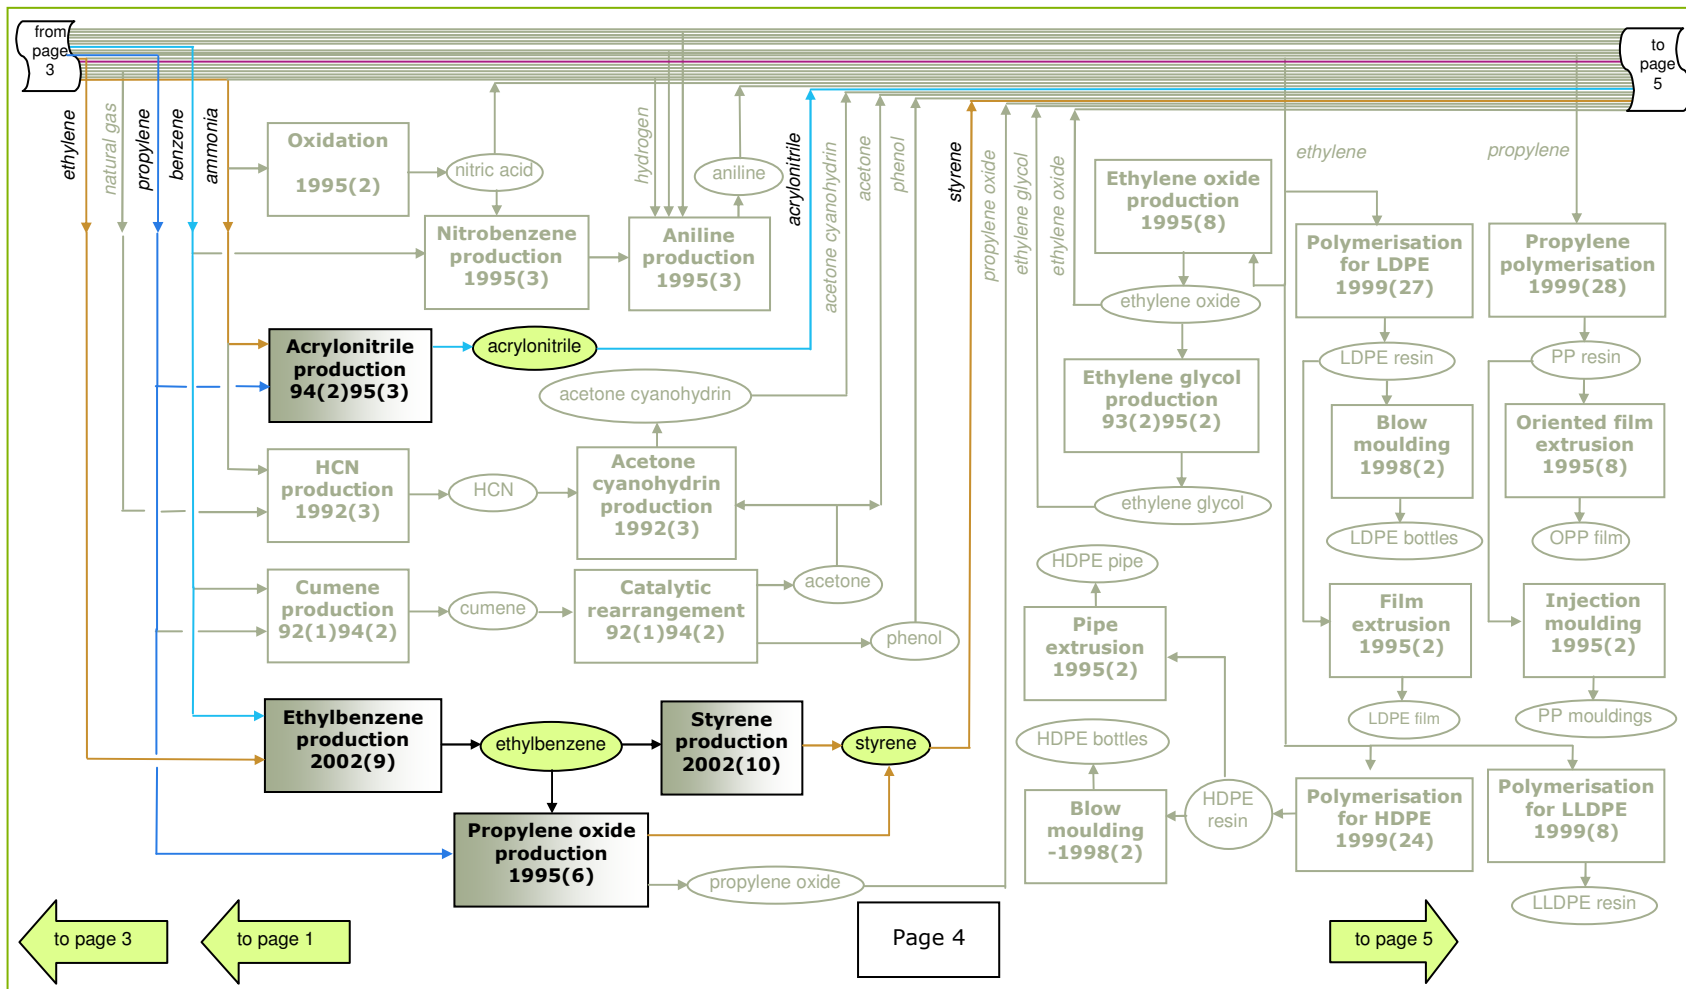 from
page
3
to
page
5
ethylene
natural gas
propylene
benzene
ammonia
hydrogen
acrylonitrile
acetone cyanohydrin
acetone
phenol
styrene
propylene oxide
ethylene glycol
ethylene oxide
ethylene
propylene
Oxidation
1995(2)
nitric acid
aniline
Nitrobenzene
production
1995(3)
Aniline
production
1995(3)
Ethylene oxide
production
1995(8)
Polymerisation
for LDPE
1999(27)
Propylene
polymerisation
1999(28)
ethylene oxide
Acrylonitrile
production
94(2)95(3)
acrylonitrile
LDPE resin
PP resin
acetone cyanohydrin
Ethylene glycol
production
93(2)95(2)
Blow
moulding
1998(2)
Oriented film
extrusion
1995(8)
HCN
production
1992(3)
HCN
Acetone
cyanohydrin
production
1992(3)
ethylene glycol
LDPE bottles
OPP film
HDPE pipe
Cumene
production
92(1)94(2)
cumene
Catalytic
rearrangement
92(1)94(2)
acetone
phenol
Pipe
extrusion
1995(2)
Film
extrusion
1995(2)
Injection
moulding
1995(2)
LDPE film
PP mouldings
Ethylbenzene
production
2002(9)
ethylbenzene
Styrene
production
2002(10)
styrene
HDPE bottles
Propylene oxide
production
1995(6)
propylene oxide
Blow
moulding
-1998(2)
HDPE
resin
Polymerisation
for HDPE
1999(24)
Polymerisation
for LLDPE
1999(8)
LLDPE resin
to page 3
to page 1
Page 4
to page 5